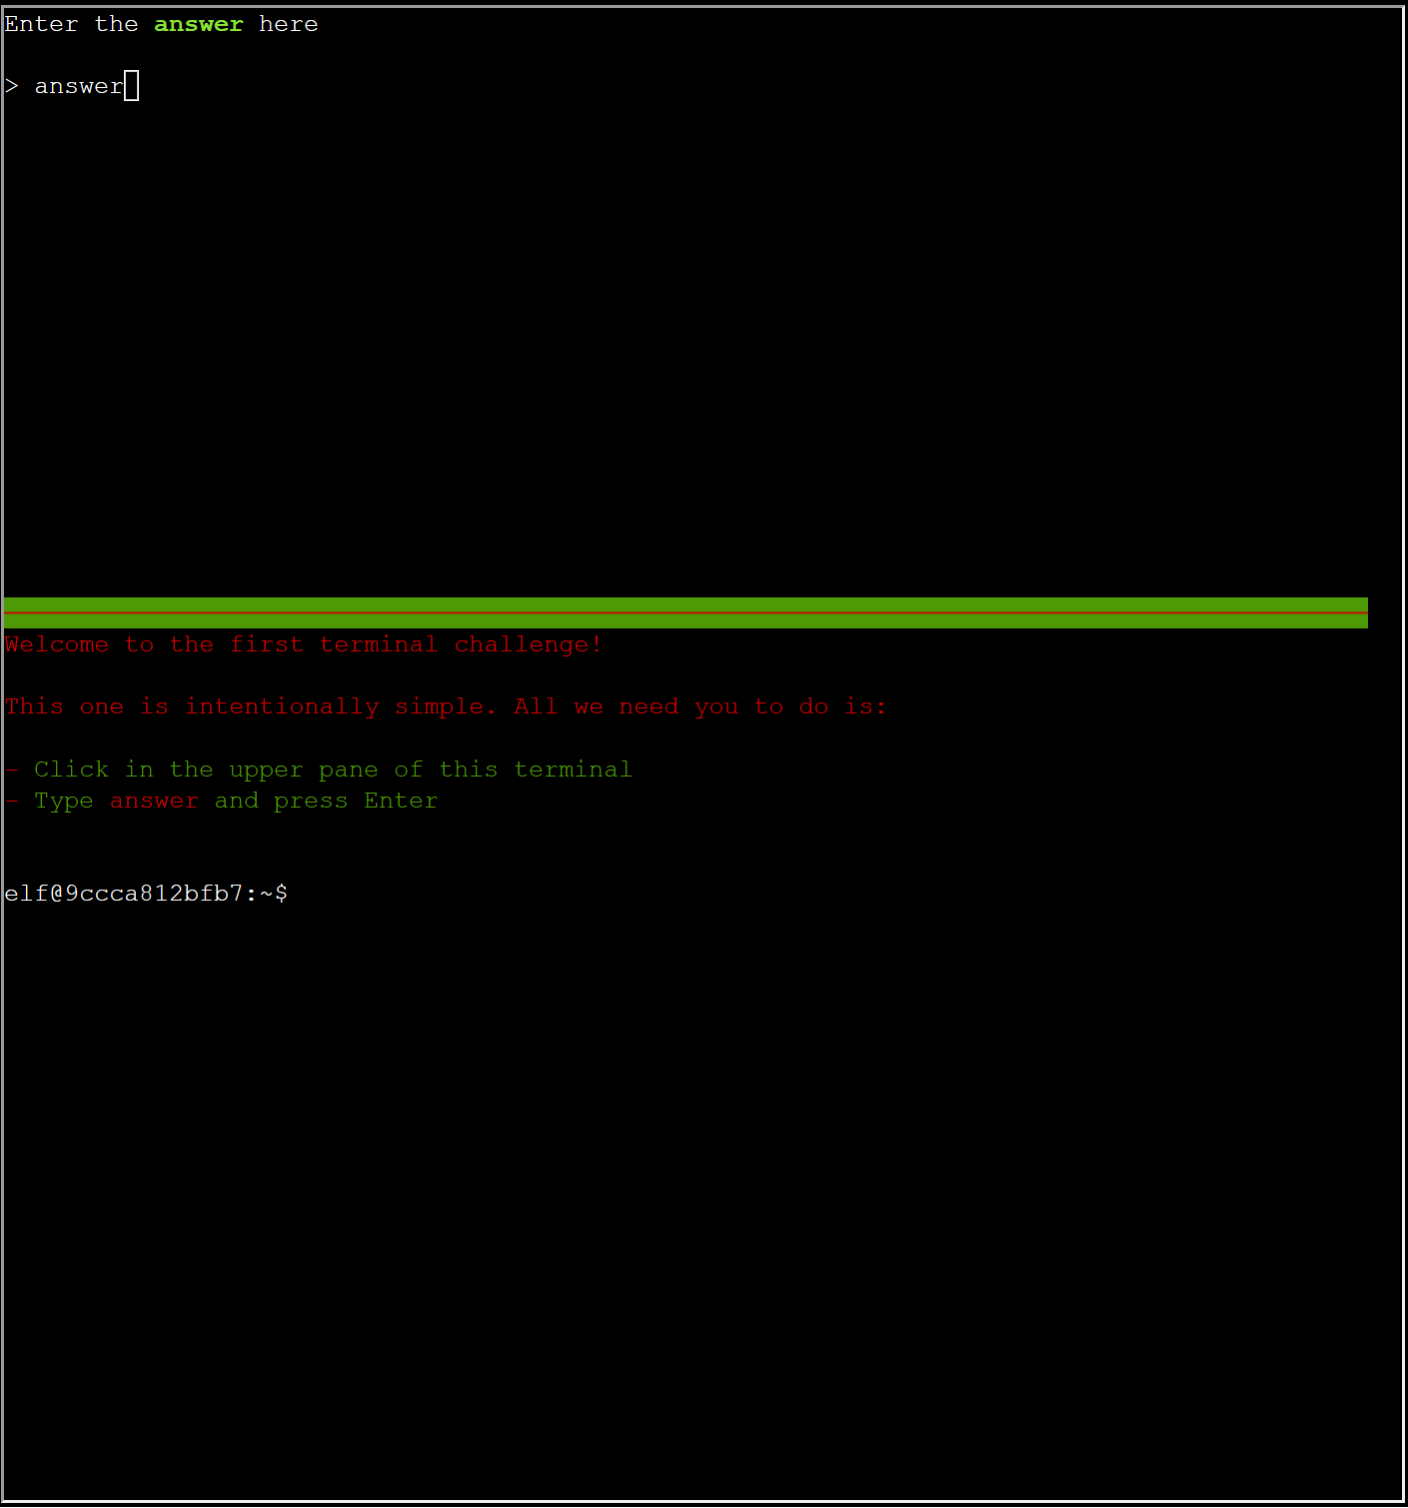 Enter the answer here
> answer
Welcome to the first terminal challenge!
This one is intentionally simple. All we need you to do is:
- Click in the upper pane of this terminal
- Type answer and press Enter
elf@9ccca812bfb7:~$